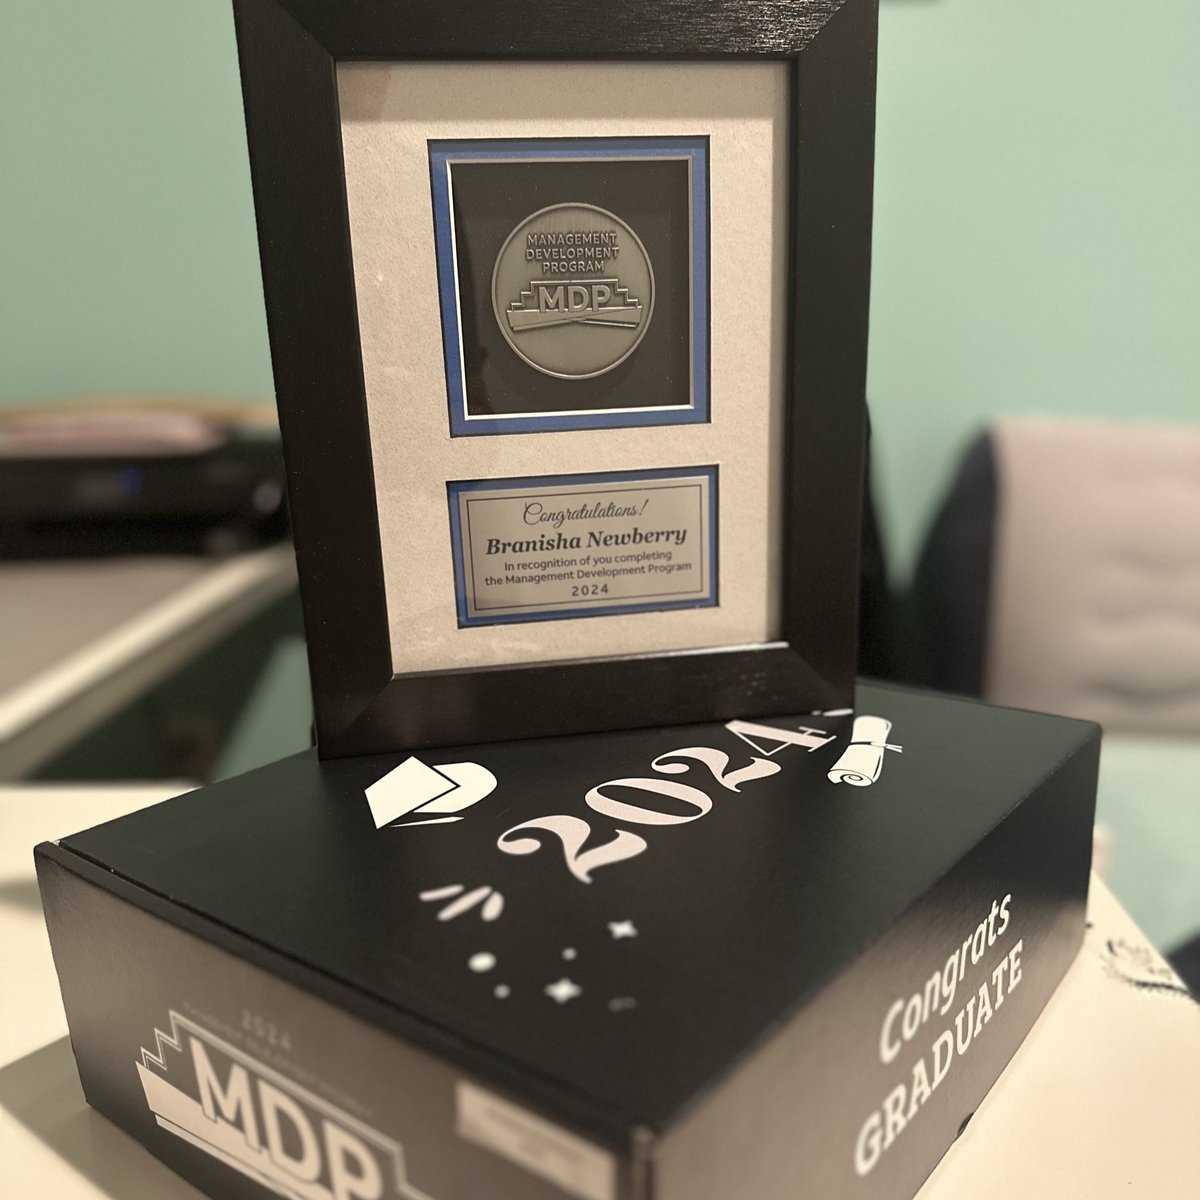 MANAGEMENT
DEVELOPMENT
PROGRAM
MDP
Congratulations!
Branisha Newberry
In recognition of you completing
the Management Development Program
2024
2024
Congrats
GRADUATE
2024
MDP